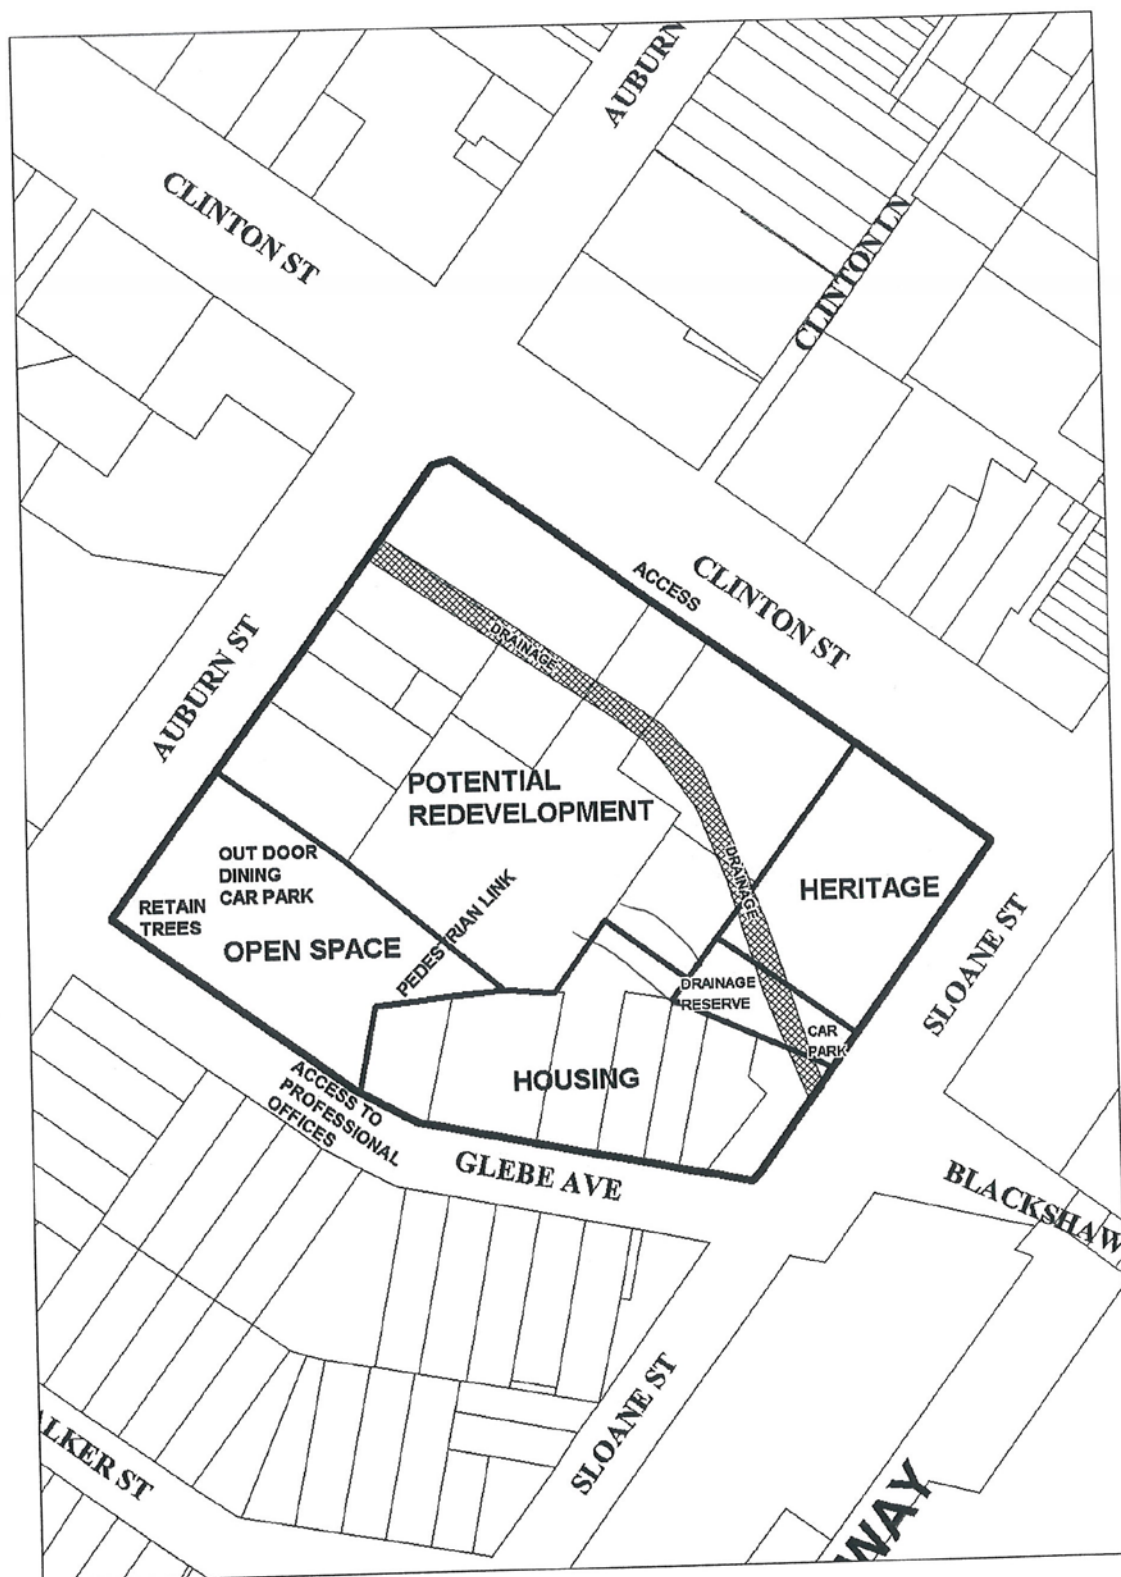 AUBURN
CLINTON ST
CLINTON LN
ACCESS
CLINTON ST
DRAINAGE
AUBURN ST
POTENTIAL
REDEVELOPMENT
OUT DOOR
DINING
CAR PARK
RETAIN
TREES
OPEN SPACE
PEDESTRIAN LINK
DRAINAGE
HERITAGE
SLOANE ST
DRAINAGE
RESERVE
CAR
PARK
HOUSING
ACCESS TO
PROFESSIONAL
OFFICES
GLEBE AVE
BLACKSHAW
SLOANE ST
ALKER ST
WAY